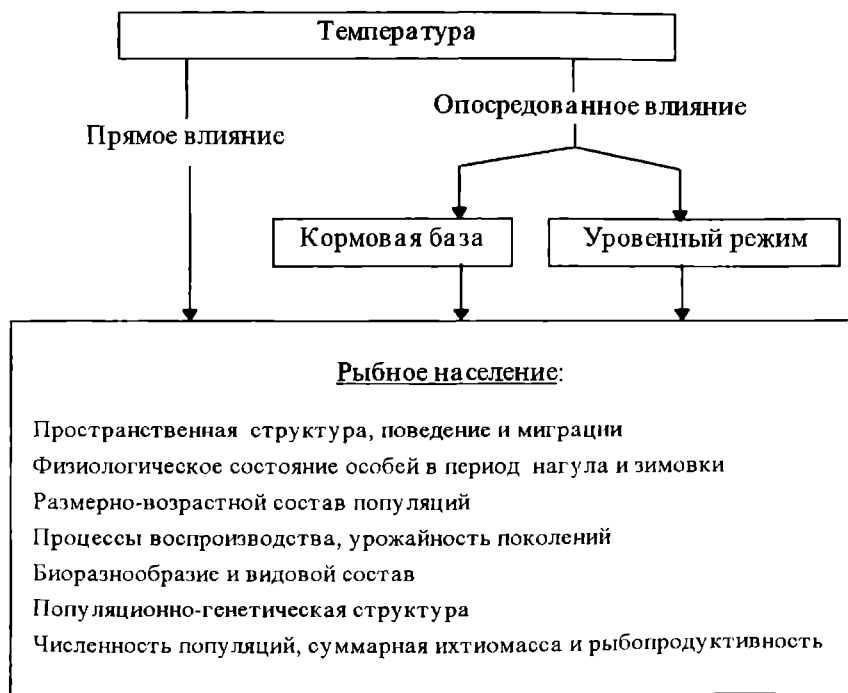 Температура
Опосредованное влияние
Прямое влияние
Кормовая база
Уровенный режим
Рыбное население:
Пространственная структура, поведение и миграции
Физиологическое состояние особей в период нагула и зимовки
Размерно-возрастной состав популяций
Процессы воспроизводства, урожайность поколений
Биоразнообразие и видовой состав
Популяционно-генетическая структура
Численность популяций, суммарная ихтиомасса и рыбопродуктивность